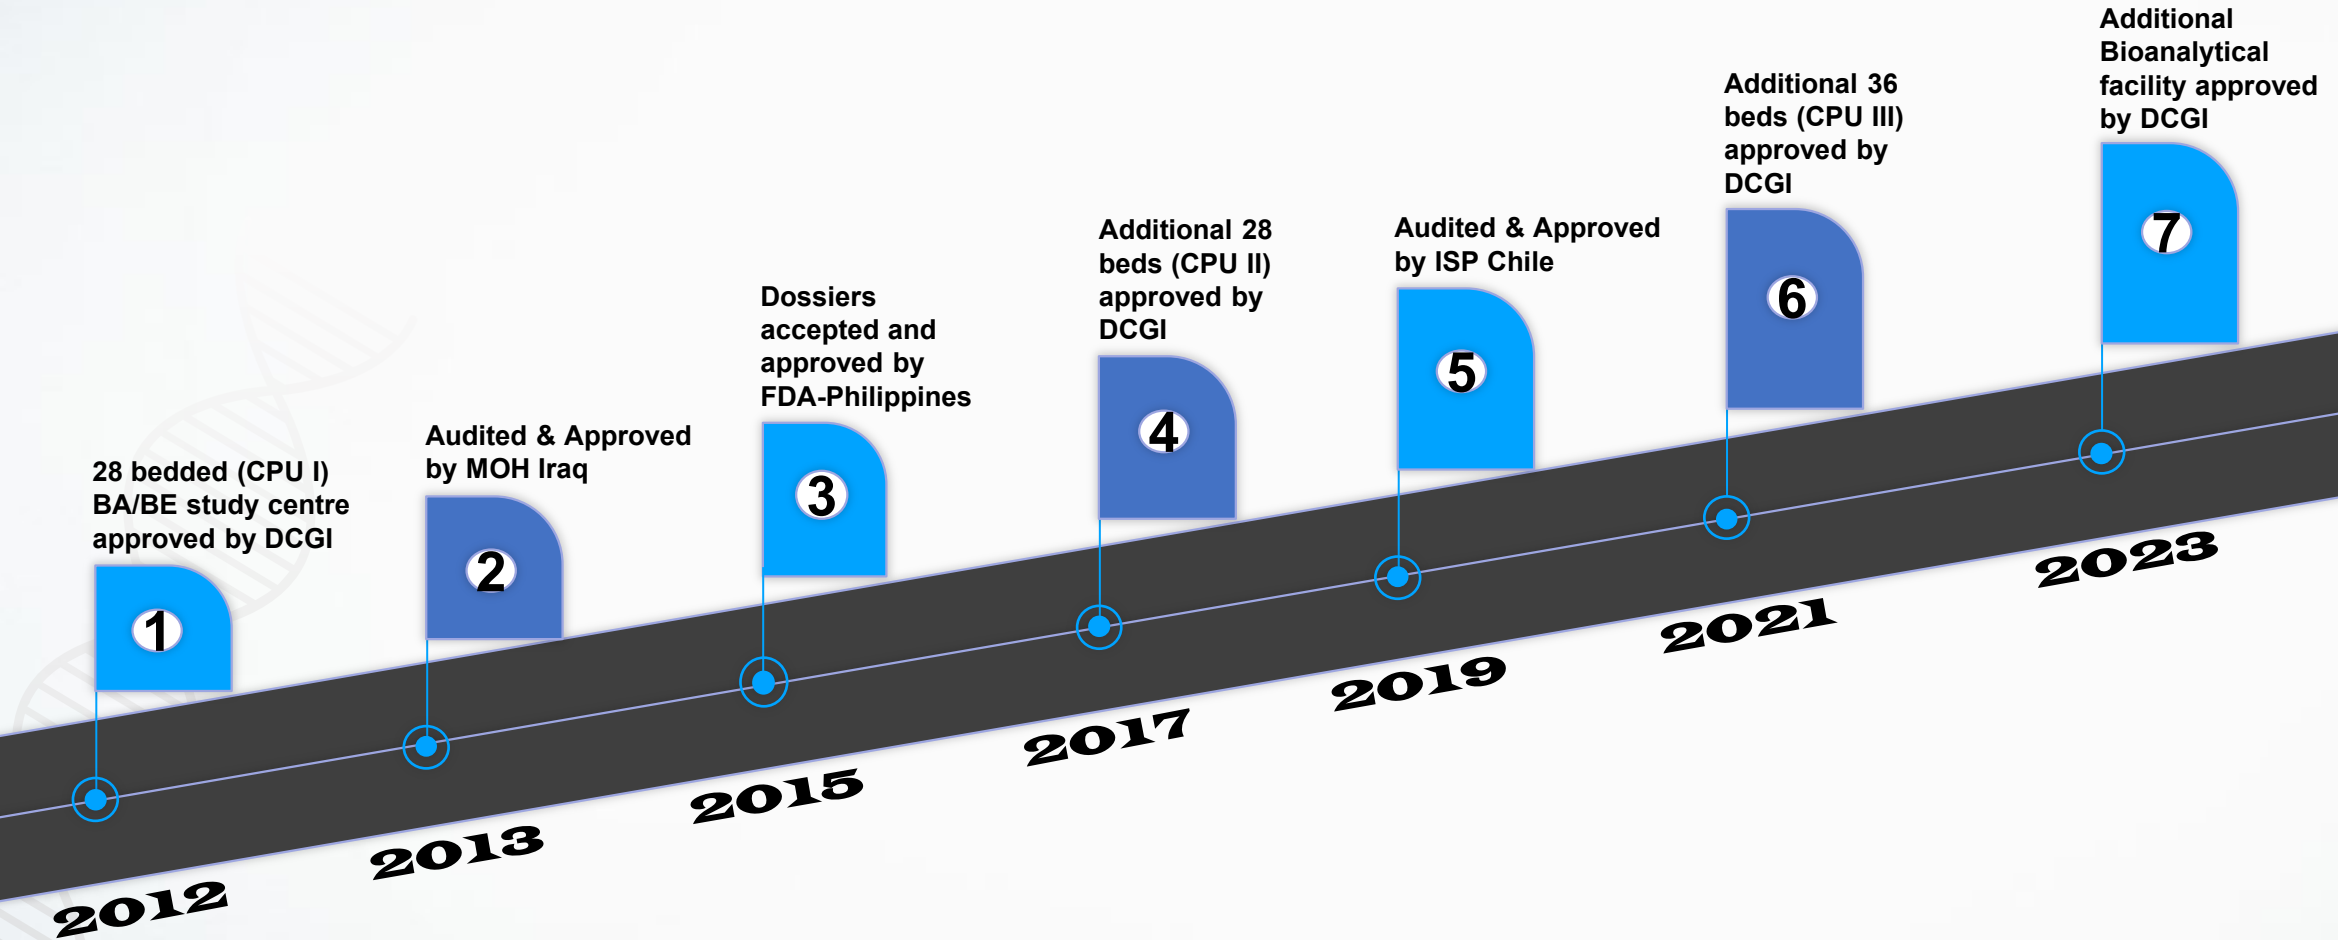 28 bedded (CPU I)
BA/BE study centre
approved by DCGI
1
2012
Audited & Approved
by MOH Iraq
2
2013
Dossiers
accepted and
approved by
FDA-Philippines
3
2015
Additional 28
beds (CPU II)
approved by
DCGI
4
2017
Audited & Approved
by ISP Chile
5
2019
Additional 36
beds (CPU III)
approved by
DCGI
6
2021
Additional
Bioanalytical
facility approved
by DCGI
7
2023